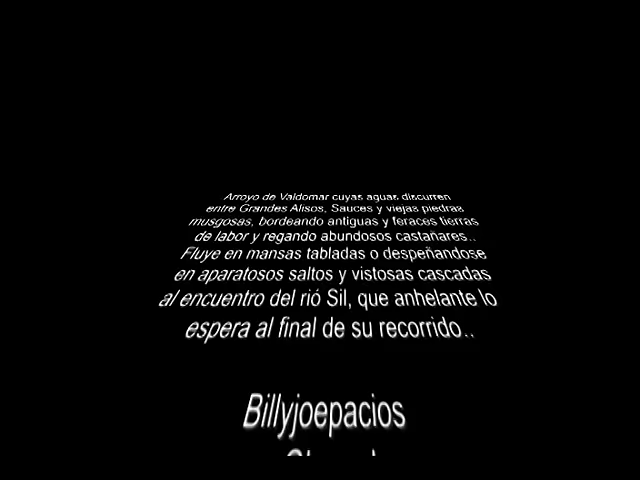 Arroyo de Valdomar cuyas aguas discurren
entre Grandes Alisos, Sauces y viejas piedras
musgosas, bordeando antiguas y feraces tierras
de labor y regando abundosos castañares..
Fluye en mansas tabladas o despeñandose
en aparatosos saltos y vistosas cascadas
al encuentro del rió Sil, que anhelante lo
espera al final de su recorrido..
Billyjoepacios